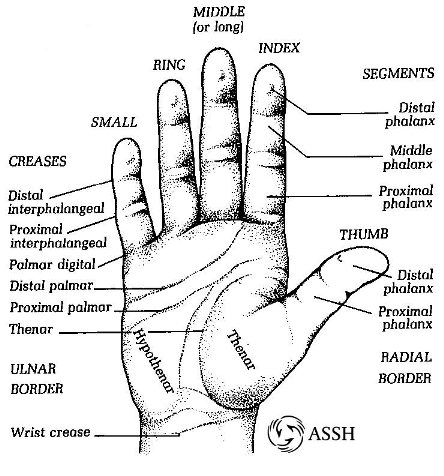 MIDDLE
(or long)
RING
INDEX
SMALL
SEGMENTS
Distal
phalanx
Middle
phalanx
Proximal
phalanx
CREASES
Distal
interphalangeal
Proximal
interphalangeal
Palmar digital
Distal palmar
Proximal palmar
Thenar
THUMB
Distal
phalanx
Proximal
phalanx
Hypothenar
Thenar
ULNAR
BORDER
RADIAL
BORDER
Wrist crease
ASSH